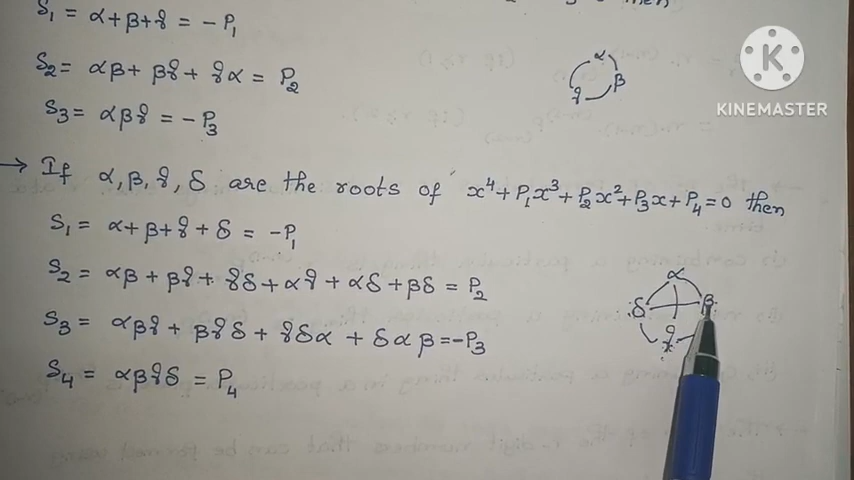 S₁ = α+β+γ = -P₁
S₂ = αβ + βγ + γα = P₂
S₃ = αβγ = -P₃
α
β
γ
K
KINEMASTER
→ If α, β, γ, δ are the roots of x⁴+P₁x³+P₂x²+P₃x+P₄=0 then
S₁ = α+β+γ+δ = -P₁
S₂ = αβ + βγ + γδ + αγ + αδ + βδ = P₂
S₃ = αβγ + βγδ + γδα + δαβ = -P₃
S₄ = αβγδ = P₄
α
δ β
γ